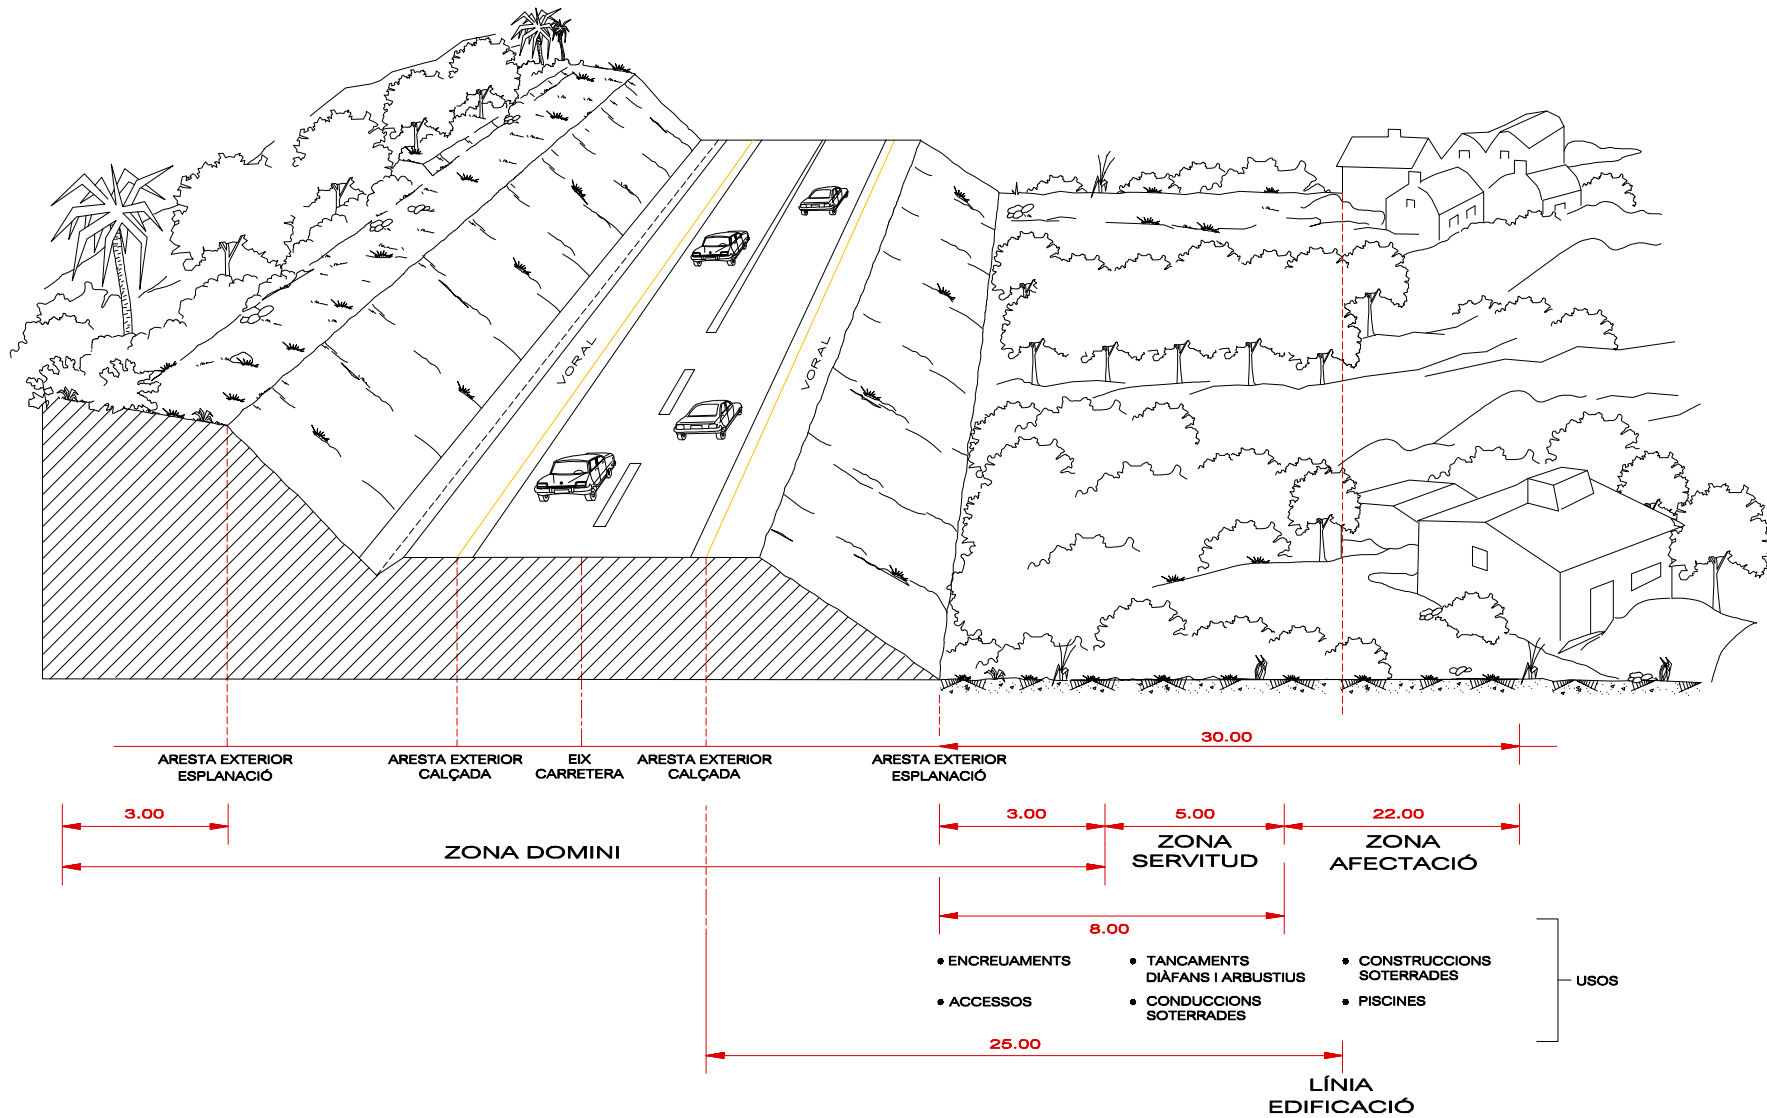 VORAL
VORAL
30.00
ARESTA EXTERIOR
ESPLANACIÓ
ARESTA EXTERIOR
CALÇADA
EIX
CARRETERA
ARESTA EXTERIOR
CALÇADA
ARESTA EXTERIOR
ESPLANACIÓ
3.00
3.00
5.00
22.00
ZONA DOMINI
ZONA
SERVITUD
ZONA
AFECTACIÓ
8.00
• ENCREUAMENTS
• ACCESSOS
• TANCAMENTS
DIÀFANS I ARBUSTIUS
• CONDUCCIONS
SOTERRADES
• CONSTRUCCIONS
SOTERRADES
• PISCINES
USOS
25.00
LÍNIA
EDIFICACIÓ